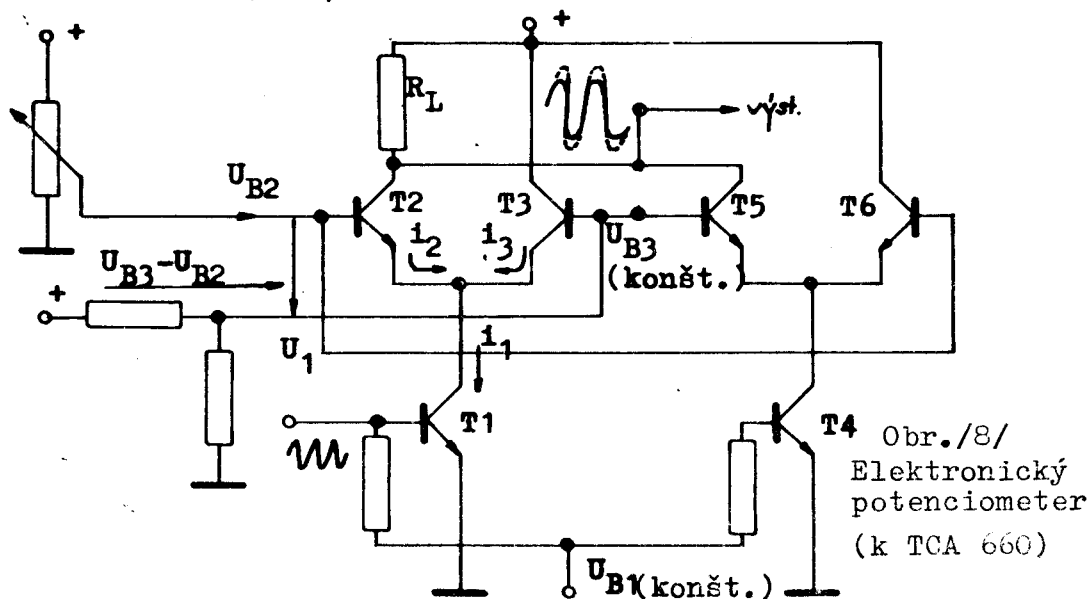 +
+
R_L
výst.
U_B2
T2
T3
T5
T6
i_2
i_3
U_B3
(konšt.)
U_B3-U_B2
+
U_1
i_1
T1
T4
Obr./8/
Elektronický
potenciometer
(k TCA 660)
U_B1(konšt.)